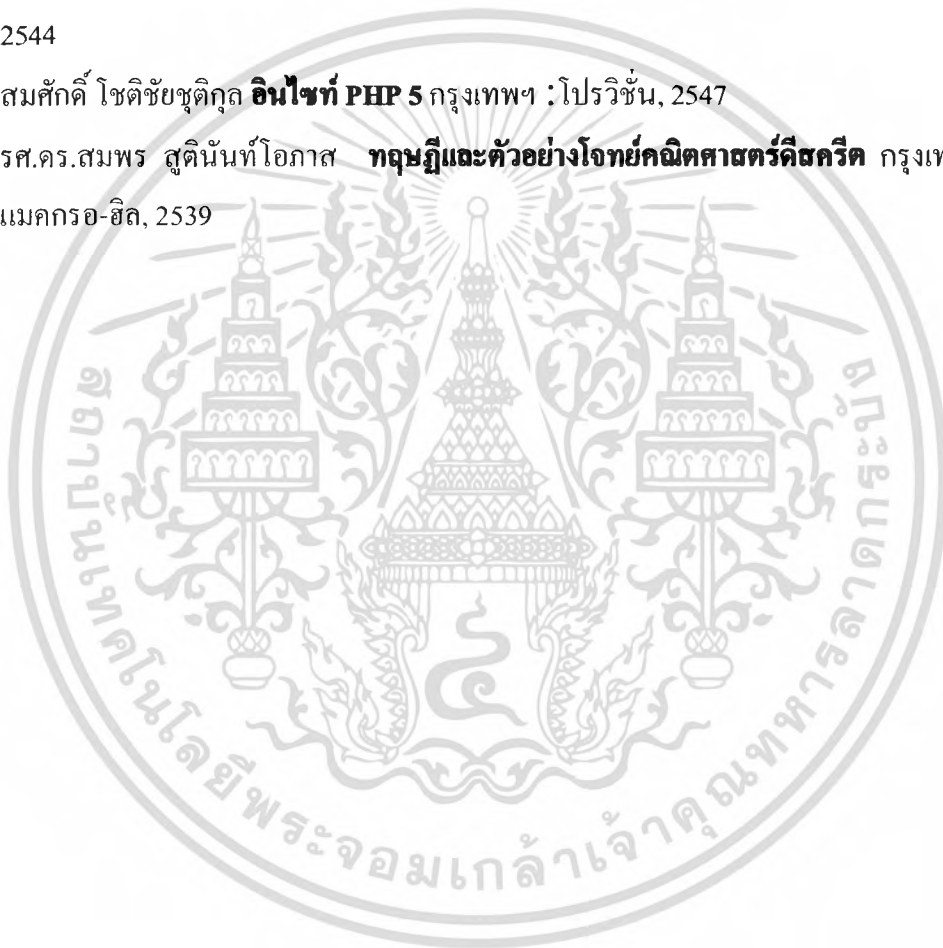 2544
สมศักดิ์ โชติชัยชุติกุล อินไซท์ PHP 5 กรุงเทพฯ :โปรวิชั่น, 2547
รศ.ดร.สมพร สูตินันท์โอภาส ทฤษฎีและตัวอย่างโจทย์คณิตศาสตร์ดีสครีต กรุงเท
แมคกรอ-ฮิล, 2539
สถาบันเทคโนโลยีพระจอมเกล้าเจ้าคุณทหารลาดกระบัง